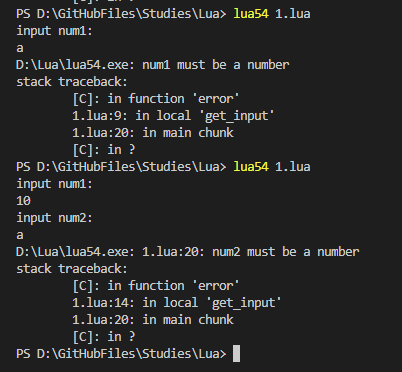 PS D:\GitHubFiles\Studies\Lua> lua54 1.lua
input num1:
a
D:\Lua\lua54.exe: num1 must be a number
stack traceback:
        [C]: in function 'error'
        1.lua:9: in local 'get_input'
        1.lua:20: in main chunk
        [C]: in ?
PS D:\GitHubFiles\Studies\Lua> lua54 1.lua
input num1:
10
input num2:
a
D:\Lua\lua54.exe: 1.lua:20: num2 must be a number
stack traceback:
        [C]: in function 'error'
        1.lua:14: in local 'get_input'
        1.lua:20: in main chunk
        [C]: in ?
PS D:\GitHubFiles\Studies\Lua>